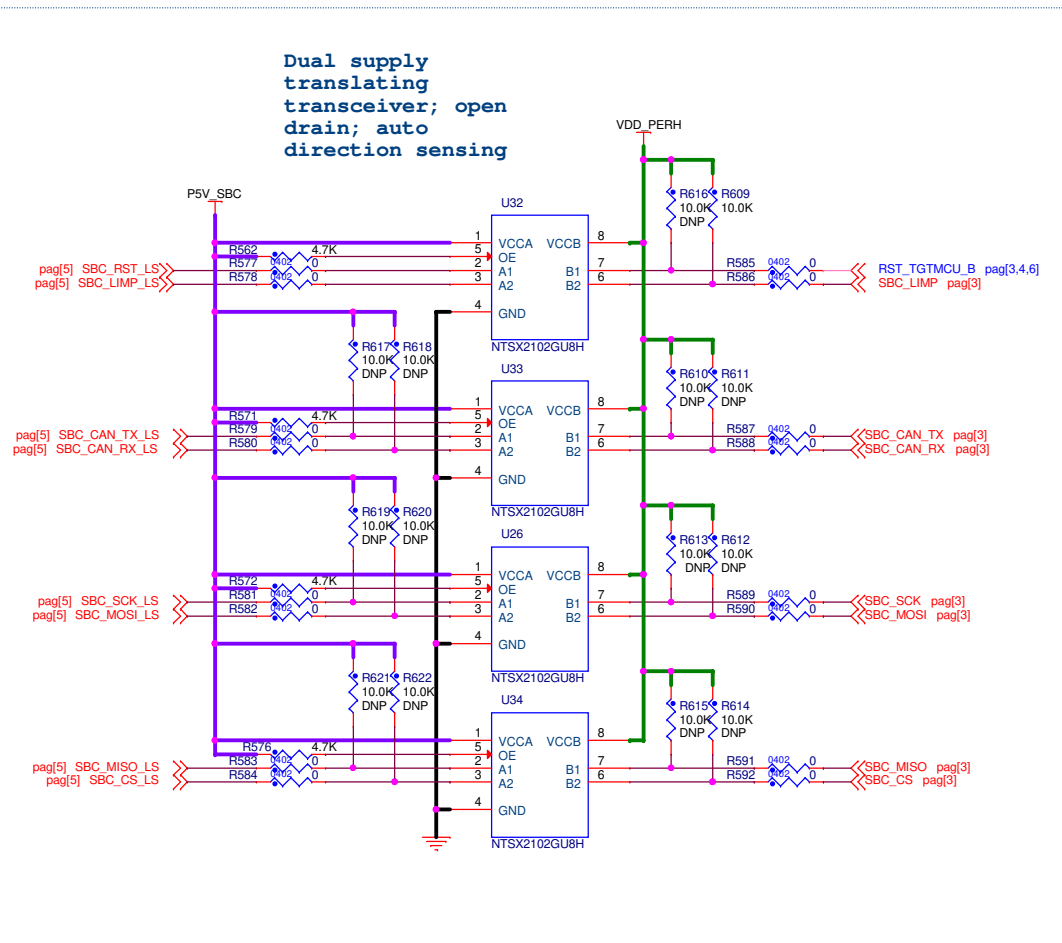 Dual supply
translating
transceiver; open
drain; auto
direction sensing
VDD_PERH
P5V_SBC
R616 R609
10.0K 10.0K
DNP
U32
1 VCCA VCCB 8
R562 4.7K 5 OE
0402
pag[5] SBC_RST_LS R577 0 2 A1 B1 7 R585 0402 0 RST_TGTMCU_B pag[3,4,6]
0402
pag[5] SBC_LIMP_LS R578 0 3 A2 B2 6 R586 0402 0 SBC_LIMP pag[3]
4 GND
NTSX2102GU8H
R617 R618
10.0K 10.0K
DNP DNP
R610 R611
10.0K 10.0K
DNP DNP
U33
1 VCCA VCCB 8
R571 4.7K 5 OE
0402
pag[5] SBC_CAN_TX_LS R579 0 2 A1 B1 7 R587 0402 0 SBC_CAN_TX pag[3]
0402
pag[5] SBC_CAN_RX_LS R580 0 3 A2 B2 6 R588 0402 0 SBC_CAN_RX pag[3]
4 GND
NTSX2102GU8H
R619 R620
10.0K 10.0K
DNP DNP
R613 R612
10.0K 10.0K
DNP DNP
U26
1 VCCA VCCB 8
R572 4.7K 5 OE
0402
pag[5] SBC_SCK_LS R581 0 2 A1 B1 7 R589 0402 0 SBC_SCK pag[3]
0402
pag[5] SBC_MOSI_LS R582 0 3 A2 B2 6 R590 0402 0 SBC_MOSI pag[3]
4 GND
NTSX2102GU8H
R621 R622
10.0K 10.0K
DNP DNP
R615 R614
10.0K 10.0K
DNP DNP
U34
1 VCCA VCCB 8
R576 4.7K 5 OE
0402
pag[5] SBC_MISO_LS R583 0 2 A1 B1 7 R591 0402 0 SBC_MISO pag[3]
0402
pag[5] SBC_CS_LS R584 0 3 A2 B2 6 R592 0402 0 SBC_CS pag[3]
4 GND
NTSX2102GU8H